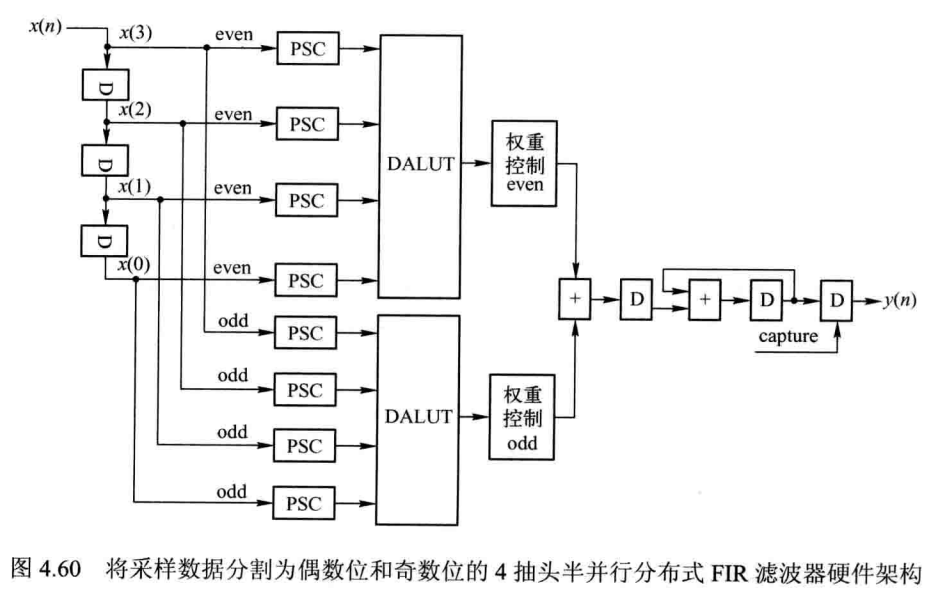 x(n)
x(3)
even
PSC
D
x(2)
even
PSC
D
x(1)
even
PSC
D
x(0)
even
PSC
DALUT
权重
控制
even
odd
PSC
odd
PSC
odd
PSC
odd
PSC
DALUT
权重
控制
odd
+
D
+
D
D
y(n)
capture
图 4.60 将采样数据分割为偶数位和奇数位的 4 抽头半并行分布式 FIR 滤波器硬件架构